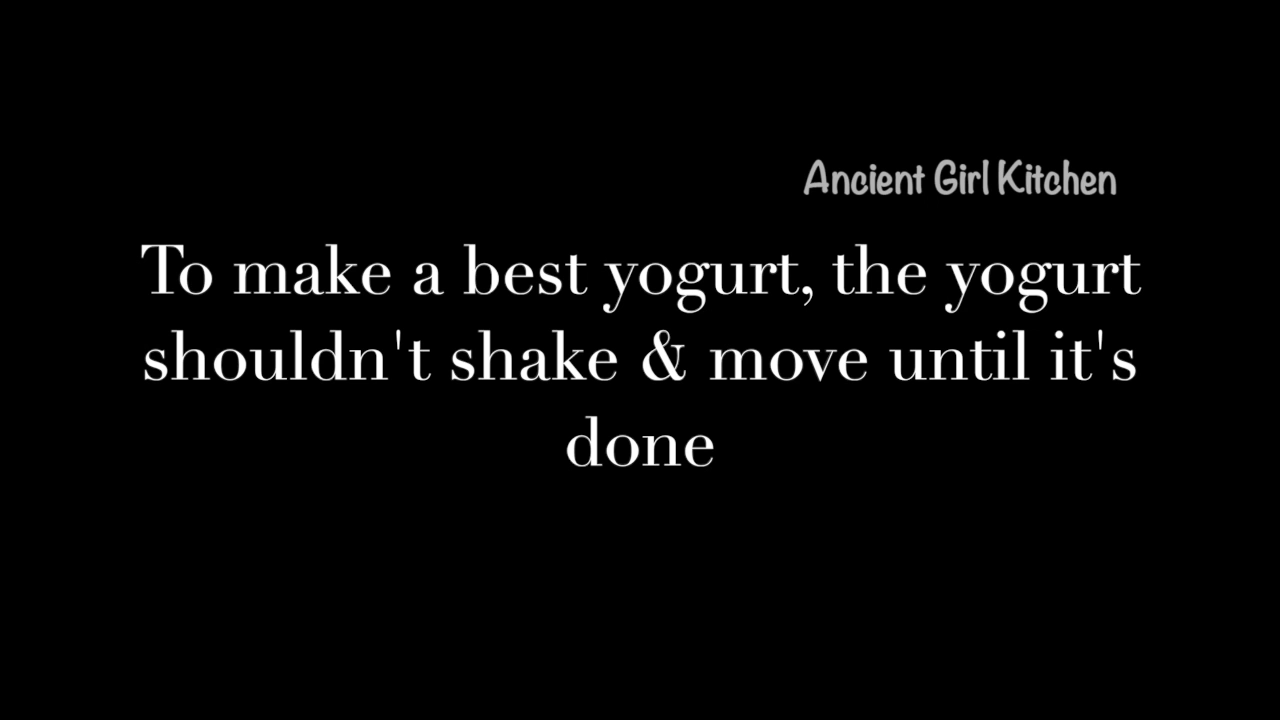 Ancient Girl Kitchen
To make a best yogurt, the yogurt
shouldn't shake & move until it's
done